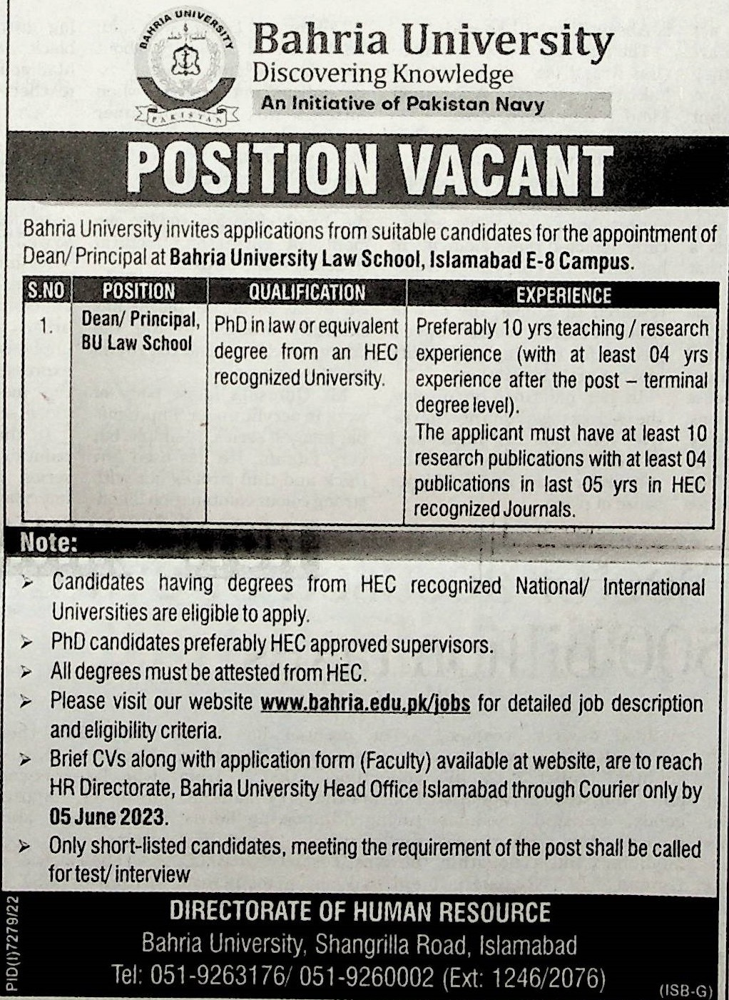 BAHRIA UNIVERSITY
PAKISTAN
Bahria University
Discovering Knowledge
An Initiative of Pakistan Navy
POSITION VACANT
Bahria University invites applications from suitable candidates for the appointment of
Dean/ Principal at Bahria University Law School, Islamabad E-8 Campus.
S.NO POSITION QUALIFICATION EXPERIENCE
1.
Dean/ Principal,
BU Law School
PhD in law or equivalent
degree from an HEC
recognized University.
Preferably 10 yrs teaching / research
experience (with at least 04 yrs
experience after the post – terminal
degree level).
The applicant must have at least 10
research publications with at least 04
publications in last 05 yrs in HEC
recognized Journals.
Note:
➢ Candidates having degrees from HEC recognized National/ International
Universities are eligible to apply.
➢ PhD candidates preferably HEC approved supervisors.
➢ All degrees must be attested from HEC.
➢ Please visit our website www.bahria.edu.pk/jobs for detailed job description
and eligibility criteria.
➢ Brief CVs along with application form (Faculty) available at website, are to reach
HR Directorate, Bahria University Head Office Islamabad through Courier only by
05 June 2023.
➢ Only short-listed candidates, meeting the requirement of the post shall be called
for test/ interview
DIRECTORATE OF HUMAN RESOURCE
Bahria University, Shangrilla Road, Islamabad
Tel: 051-9263176/ 051-9260002 (Ext: 1246/2076)
PID(I)7279/22
(ISB-G)